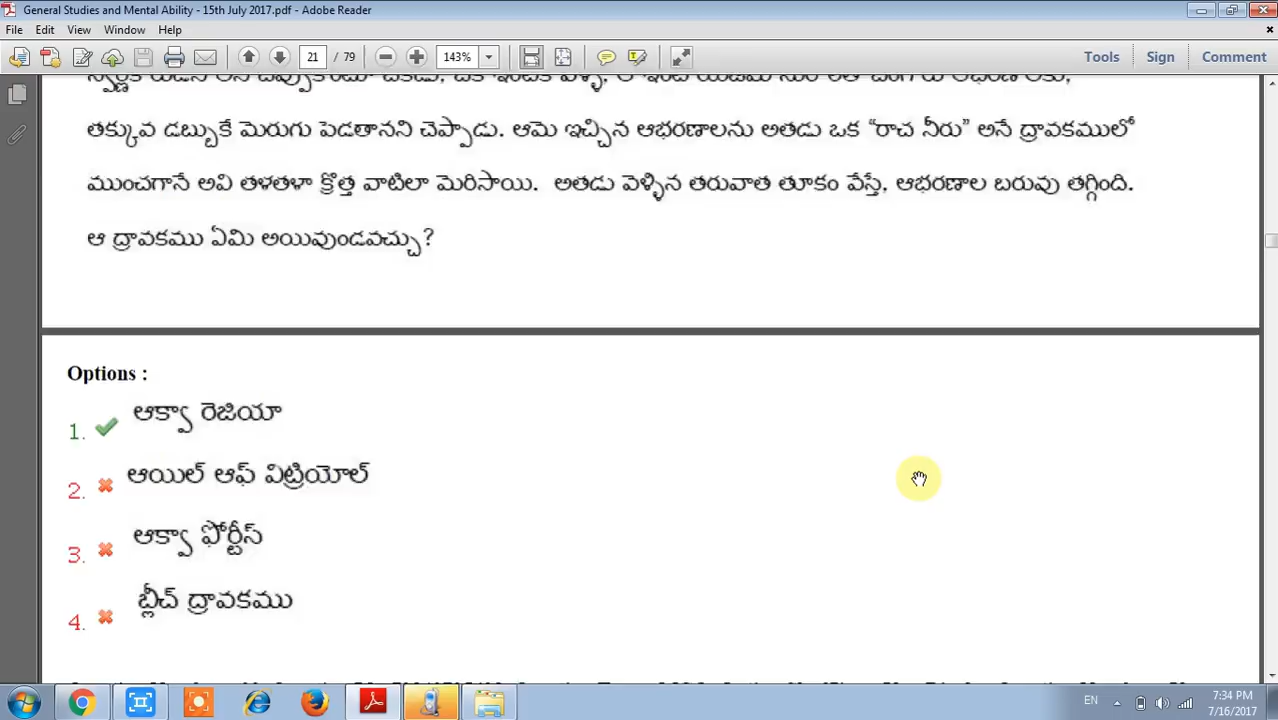 General Studies and Mental Ability - 15th July 2017.pdf - Adobe Reader
File Edit View Window Help
21 / 79 143% Tools Sign Comment
తక్కువ డబ్బుకే మెరుగు పెడతానని చెప్పాడు. ఆమె ఇచ్చిన ఆభరణాలను అతడు ఒక “రాచ నీరు” అనే ద్రావకములో
ముంచగానే అవి తళతళా క్రొత్త వాటిలా మెరిసాయి. అతడు వెళ్ళిన తరువాత తూకం వేస్తే, ఆభరణాల బరువు తగ్గింది.
ఆ ద్రావకము ఏమి అయివుండవచ్చు?
Options :
1. ఆక్వా రెజియా
2. ఆయిల్ ఆఫ్ విట్రియోల్
3. ఆక్వా ఫోర్టీస్
4. బ్లీచ్ ద్రావకము
EN 7:34 PM
7/16/2017